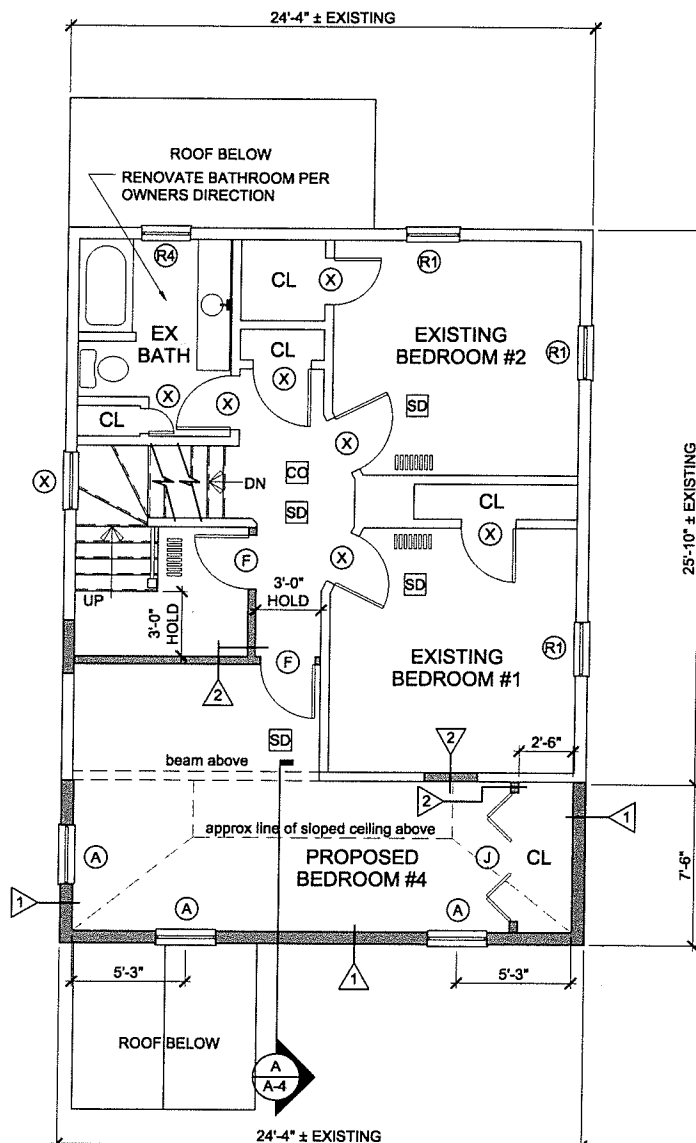 24'-4" ± EXISTING
ROOF BELOW
RENOVATE BATHROOM PER
OWNERS DIRECTION
R4
R1
CL
X
EX
BATH
EXISTING
BEDROOM #2
R1
CL
X
SD
X
X
CL
X
X
DN
CO
SD
CL
X
25'-10" ± EXISTING
F
X
SD
3'-0"
HOLD
UP
3'-0"
HOLD
F
EXISTING
BEDROOM #1
R1
2
SD
2
2'-6"
beam above
2
1
approx line of sloped ceiling above
A
PROPOSED
BEDROOM #4
J
CL
7'-6"
1
A
A
5'-3"
1
5'-3"
ROOF BELOW
A
A-4
24'-4" ± EXISTING